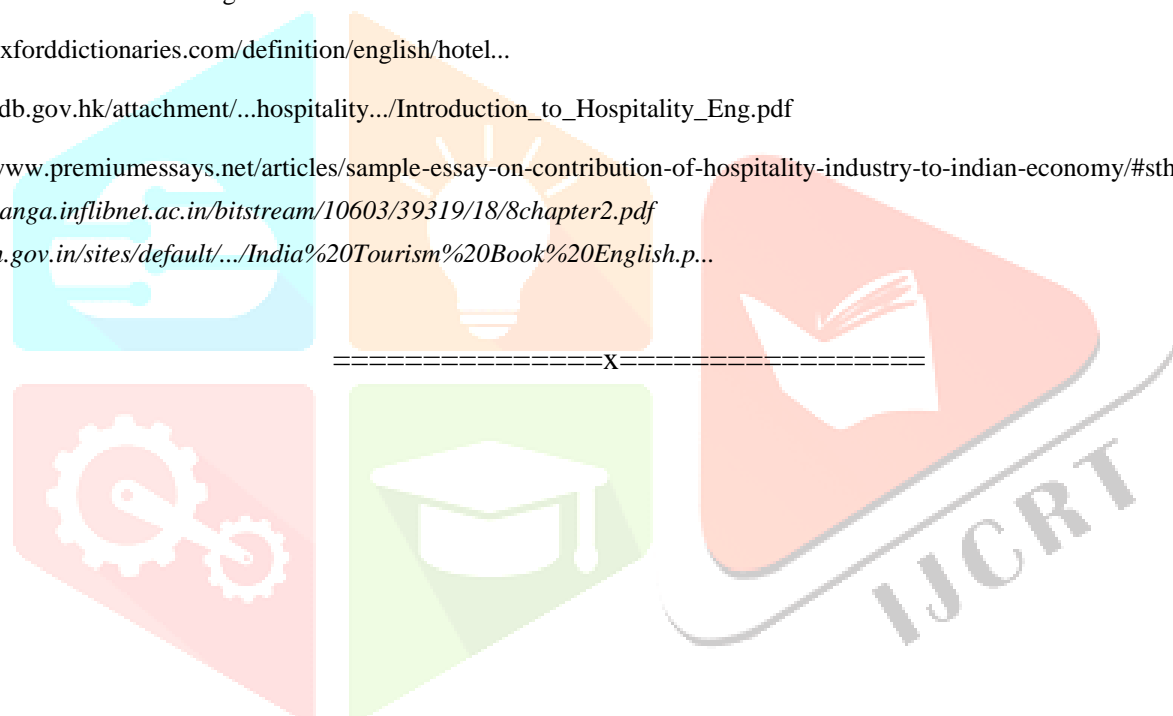 xforddictionaries.com/definition/english/hotel...
db.gov.hk/attachment/...hospitality.../Introduction_to_Hospitality_Eng.pdf
www.premiumessays.net/articles/sample-essay-on-contribution-of-hospitality-industry-to-indian-economy/#sth
anga.inflibnet.ac.in/bitstream/10603/39319/18/8chapter2.pdf
.gov.in/sites/default/.../India%20Tourism%20Book%20English.p...
===============x=================
IJCRT